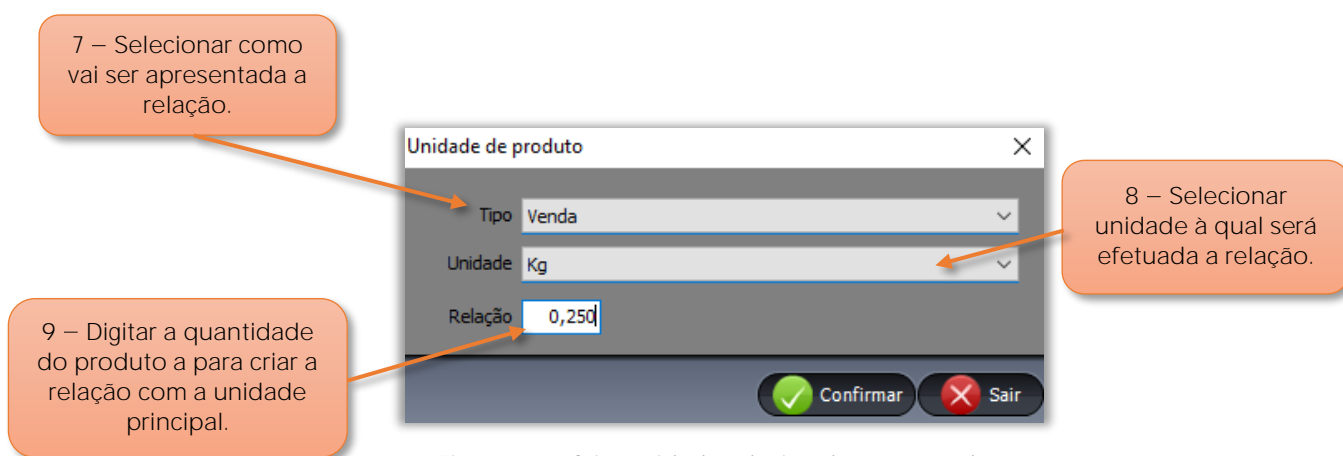 7 – Selecionar como
vai ser apresentada a
relação.
Unidade de produto
Tipo Venda
Unidade Kg
Relação 0,250
Confirmar Sair
8 – Selecionar
unidade à qual será
efetuada a relação.
9 – Digitar a quantidade
do produto a para criar a
relação com a unidade
principal.